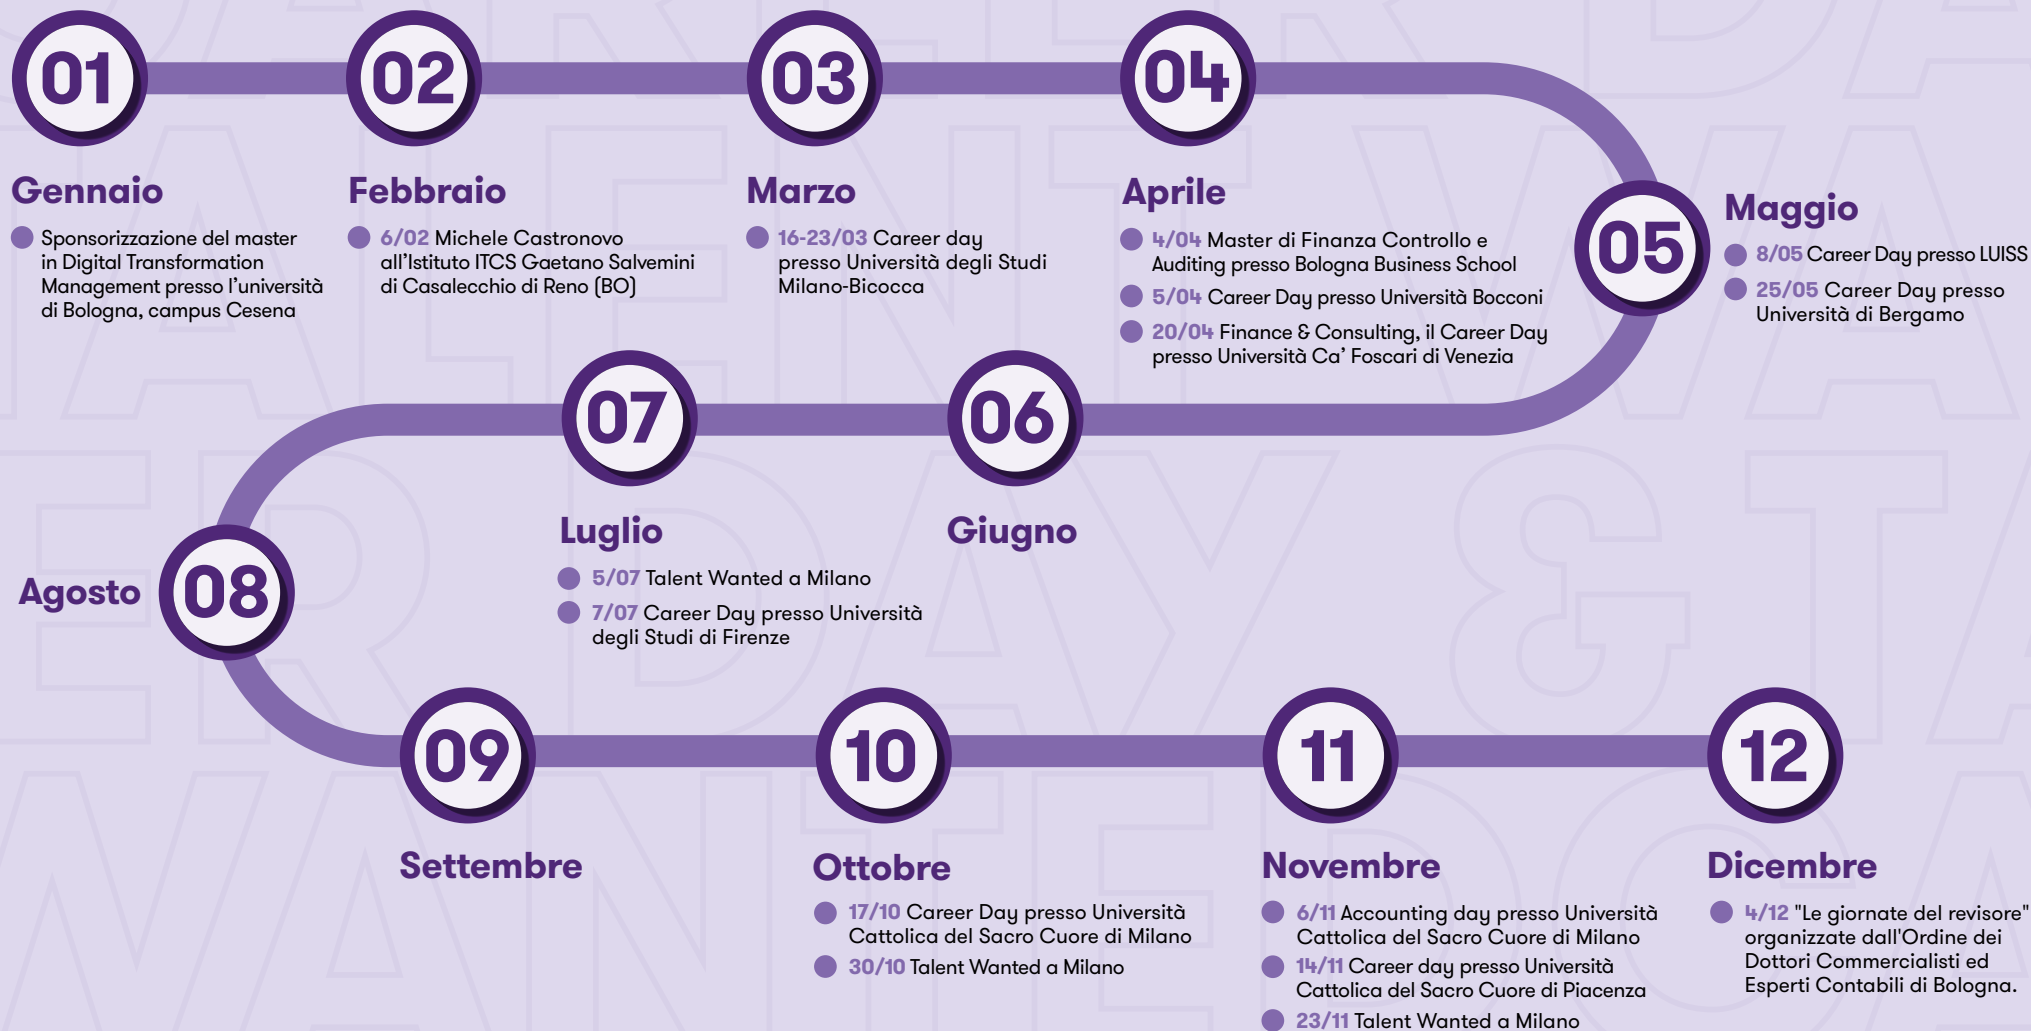 01
Gennaio
Sponsorizzazione del master
in Digital Transformation
Management presso l'università
di Bologna, campus Cesena
02
Febbraio
6/02 Michele Castronovo
all'Istituto ITCS Gaetano Salvemini
di Casalecchio di Reno (BO)
03
Marzo
16-23/03 Career day
presso Università degli Studi
Milano-Bicocca
04
Aprile
4/04 Master di Finanza Controllo e
Auditing presso Bologna Business School
5/04 Career Day presso Università Bocconi
20/04 Finance & Consulting, il Career Day
presso Università Ca' Foscari di Venezia
05
Maggio
8/05 Career Day presso LUISS
25/05 Career Day presso
Università di Bergamo
06
Giugno
07
Luglio
5/07 Talent Wanted a Milano
7/07 Career Day presso Università
degli Studi di Firenze
08
Agosto
09
Settembre
10
Ottobre
17/10 Career Day presso Università
Cattolica del Sacro Cuore di Milano
30/10 Talent Wanted a Milano
11
Novembre
6/11 Accounting day presso Università
Cattolica del Sacro Cuore di Milano
14/11 Career day presso Università
Cattolica del Sacro Cuore di Piacenza
23/11 Talent Wanted a Milano
12
Dicembre
4/12 "Le giornate del revisore"
organizzate dall'Ordine dei
Dottori Commercialisti ed
Esperti Contabili di Bologna.